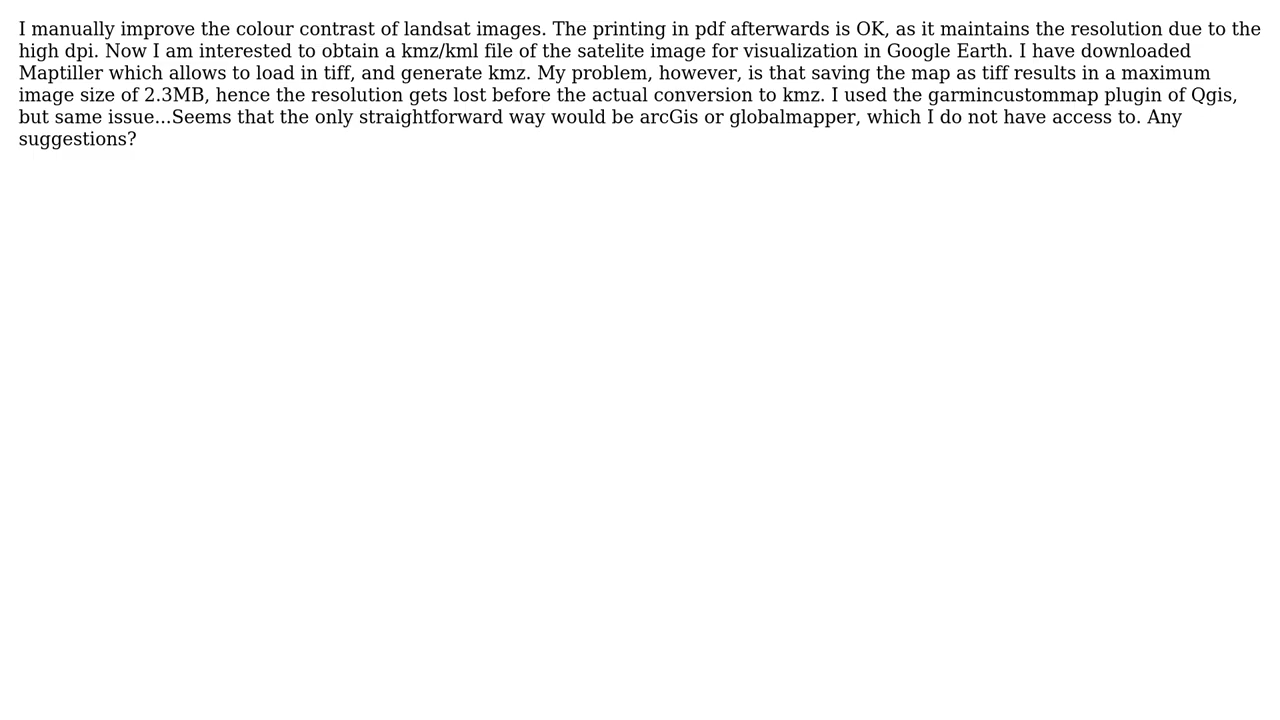 I manually improve the colour contrast of landsat images. The printing in pdf afterwards is OK, as it maintains the resolution due to the
high dpi. Now I am interested to obtain a kmz/kml file of the satelite image for visualization in Google Earth. I have downloaded
Maptiller which allows to load in tiff, and generate kmz. My problem, however, is that saving the map as tiff results in a maximum
image size of 2.3MB, hence the resolution gets lost before the actual conversion to kmz. I used the garmincustommap plugin of Qgis,
but same issue...Seems that the only straightforward way would be arcGis or globalmapper, which I do not have access to. Any
suggestions?